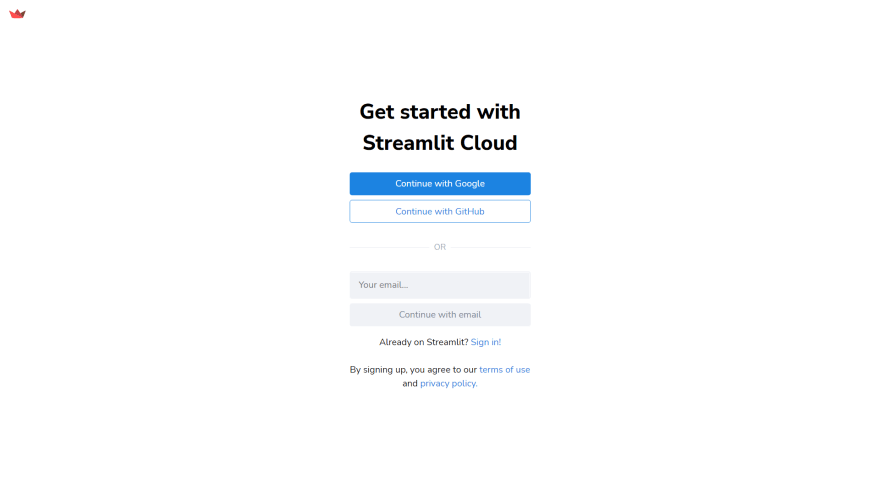 Get started with
Streamlit Cloud
Continue with Google
Continue with GitHub
OR
Your email...
Continue with email
Already on Streamlit? Sign in!
By signing up, you agree to our terms of use
and privacy policy.